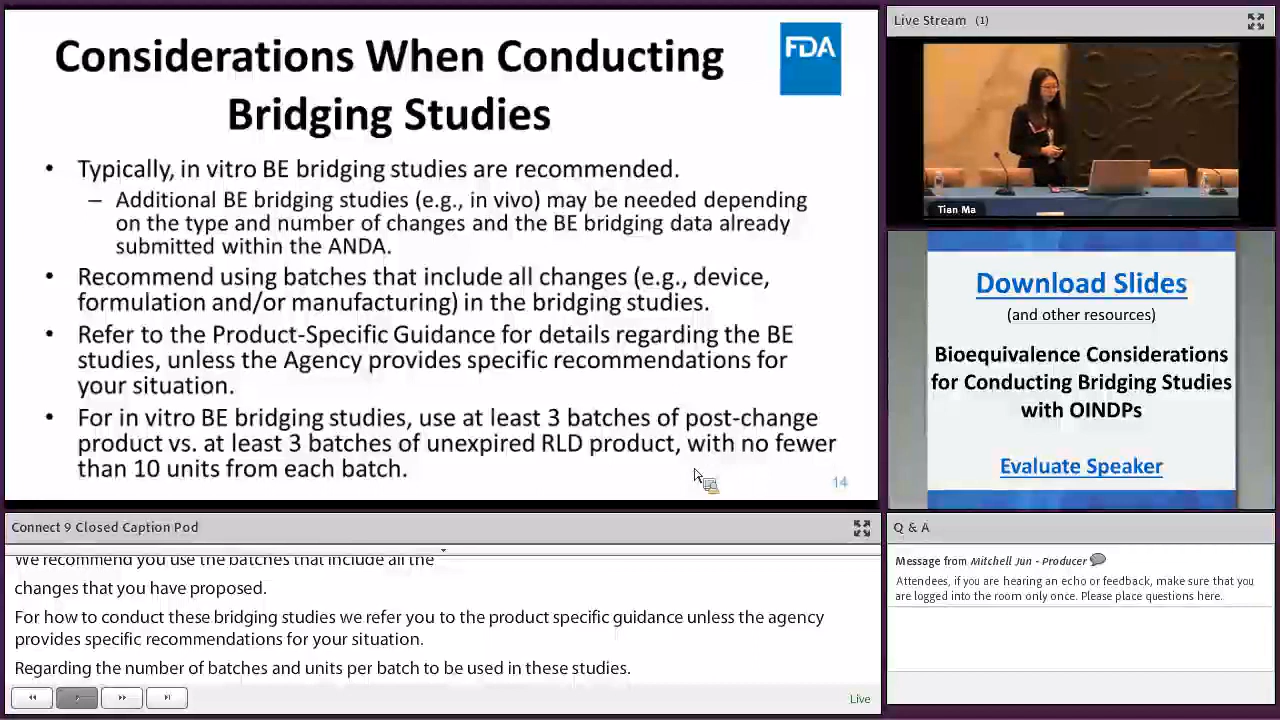 Considerations When Conducting
Bridging Studies
FDA
• Typically, in vitro BE bridging studies are recommended.
– Additional BE bridging studies (e.g., in vivo) may be needed depending
on the type and number of changes and the BE bridging data already
submitted within the ANDA.
• Recommend using batches that include all changes (e.g., device,
formulation and/or manufacturing) in the bridging studies.
• Refer to the Product-Specific Guidance for details regarding the BE
studies, unless the Agency provides specific recommendations for
your situation.
• For in vitro BE bridging studies, use at least 3 batches of post-change
product vs. at least 3 batches of unexpired RLD product, with no fewer
than 10 units from each batch.
14
Live Stream (1)
Tian Ma
Download Slides
(and other resources)
Bioequivalence Considerations
for Conducting Bridging Studies
with OINDPs
Evaluate Speaker
Connect 9 Closed Caption Pod
We recommend you use the batches that include all the
changes that you have proposed.
For how to conduct these bridging studies we refer you to the product specific guidance unless the agency
provides specific recommendations for your situation.
Regarding the number of batches and units per batch to be used in these studies.
Live
Q & A
Message from Mitchell Jun - Producer
Attendees, if you are hearing an echo or feedback, make sure that you
are logged into the room only once. Please place questions here.